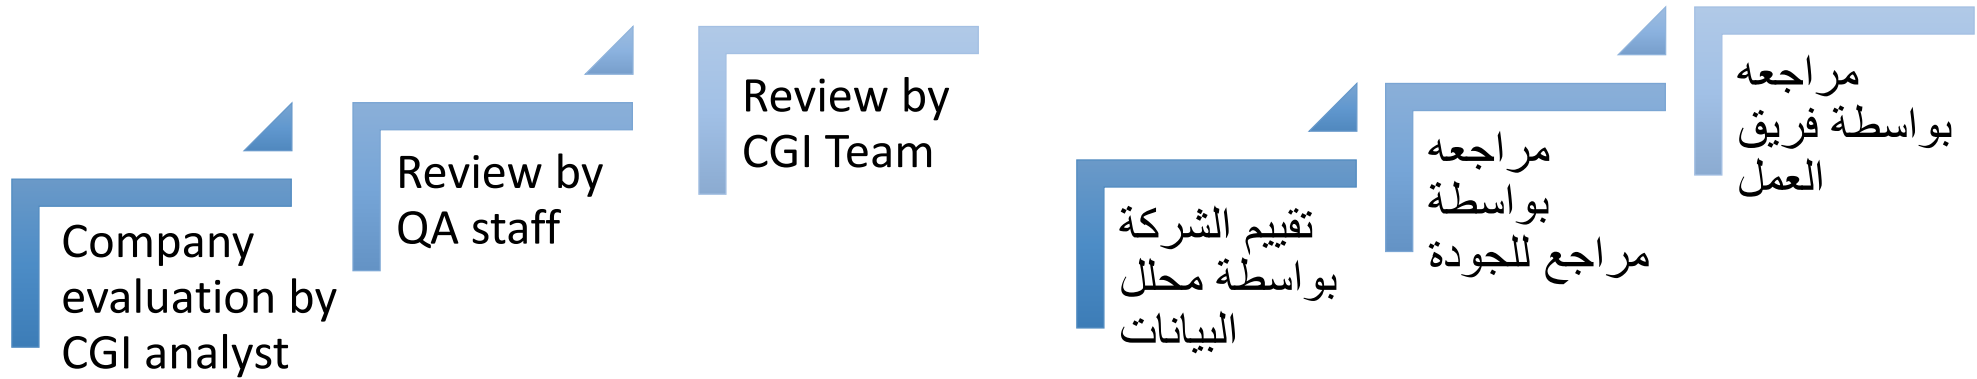 Company
evaluation by
CGI analyst
Review by
QA staff
Review by
CGI Team
تقييم الشركة
بواسطة محلل
البيانات
مراجعه
بواسطة
مراجع للجودة
مراجعه
بواسطة فريق
العمل